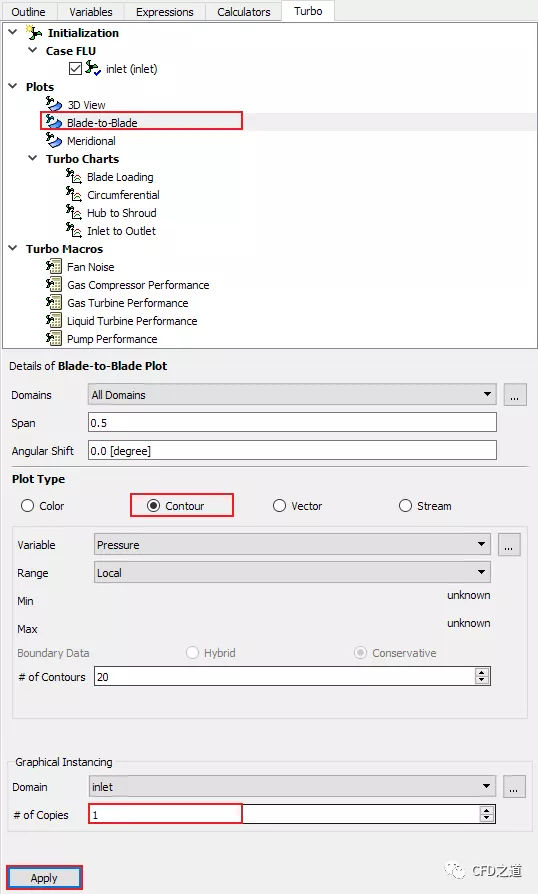 Outline Variables Expressions Calculators Turbo
Initialization
Case FLU
inlet (inlet)
Plots
3D View
Blade-to-Blade
Meridional
Turbo Charts
Blade Loading
Circumferential
Hub to Shroud
Inlet to Outlet
Turbo Macros
Fan Noise
Gas Compressor Performance
Gas Turbine Performance
Liquid Turbine Performance
Pump Performance
Details of Blade-to-Blade Plot
Domains All Domains ...
Span 0.5
Angular Shift 0.0 [degree]
Plot Type
Color Contour Vector Stream
Variable Pressure ...
Range Local
Min unknown
Max unknown
Boundary Data Hybrid Conservative
# of Contours 20
Graphical Instancing
Domain inlet ...
# of Copies 1
Apply
CFD之道